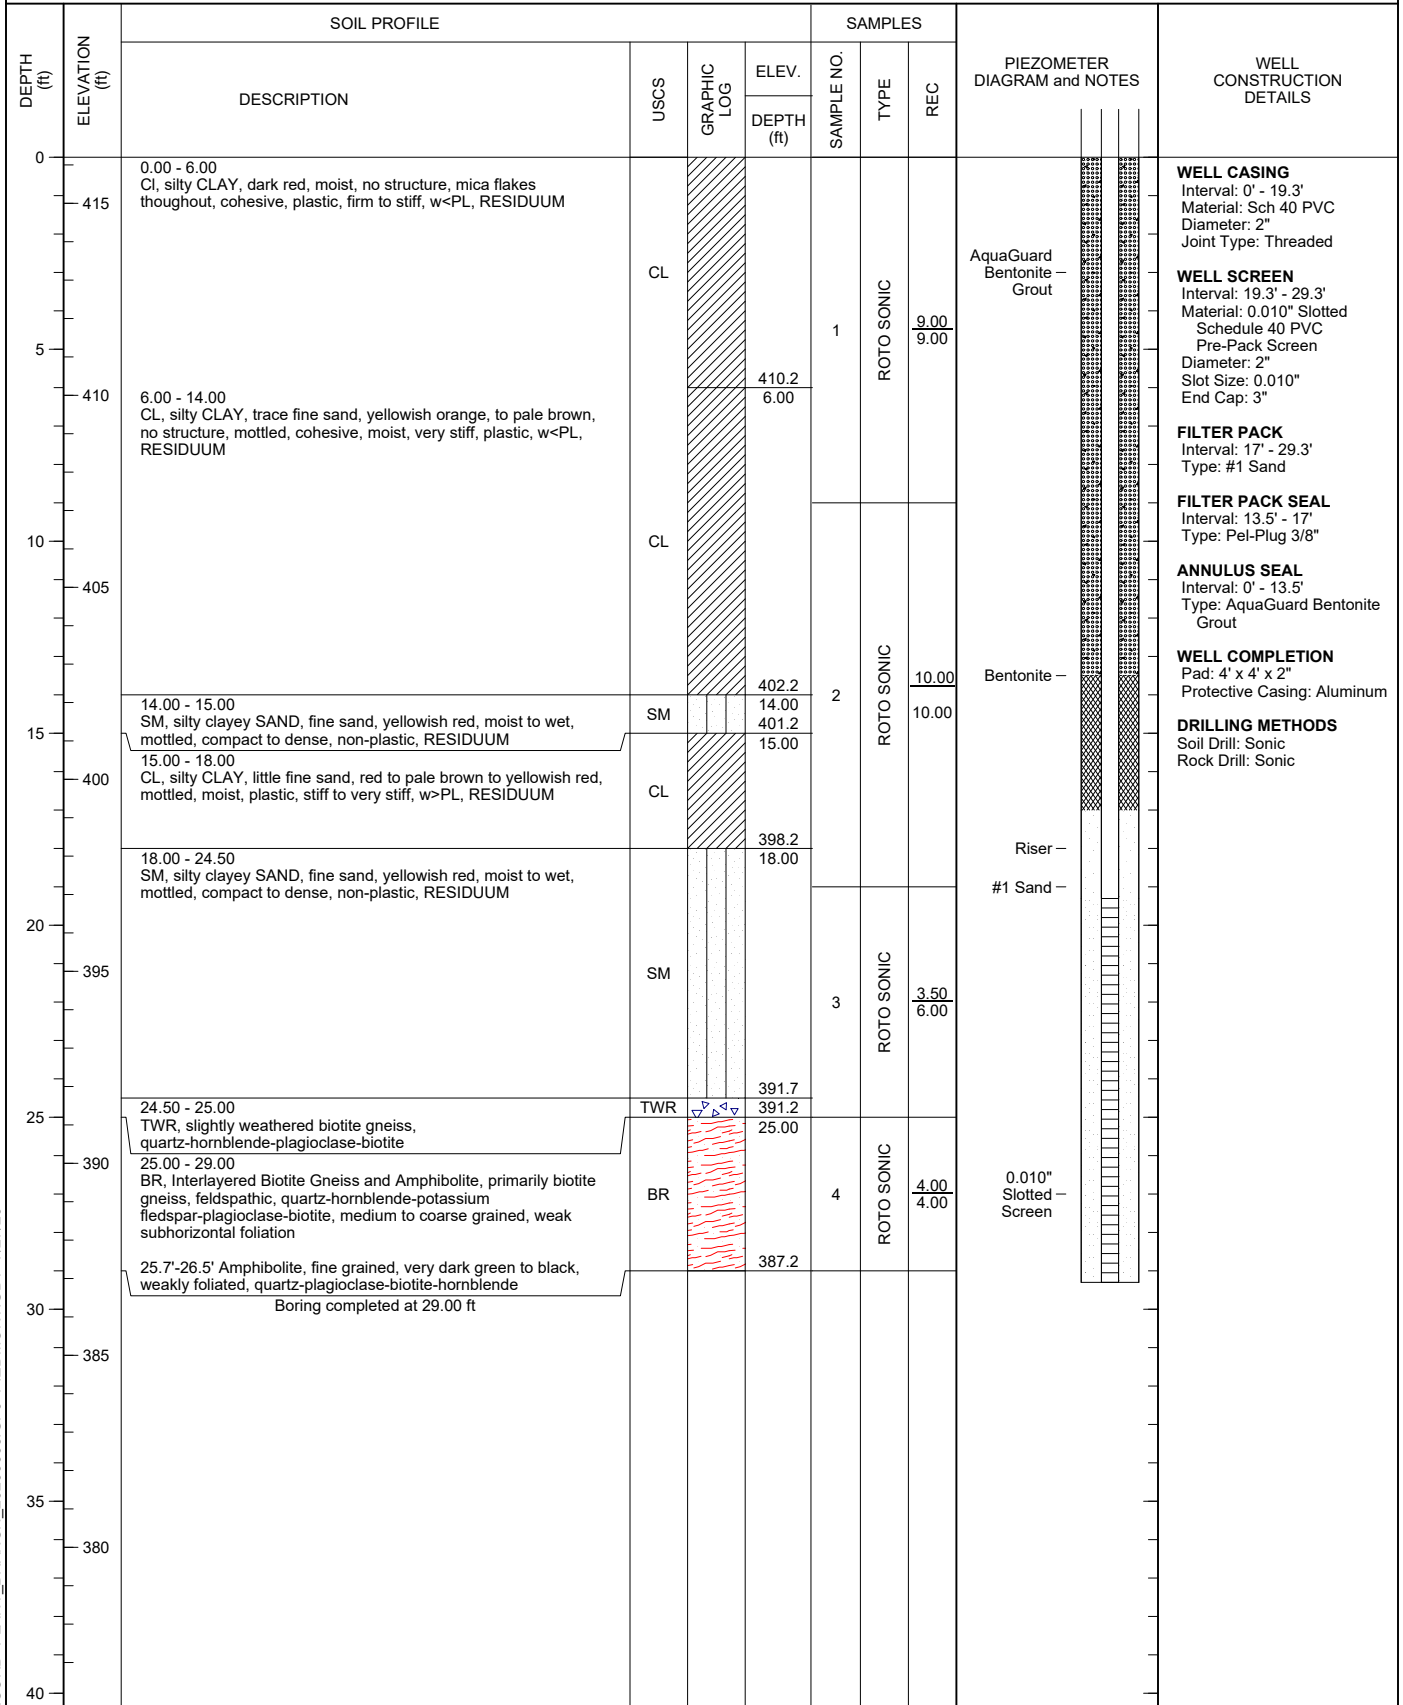 SOIL PROFILE
SAMPLES
DEPTH
(ft)
ELEVATION
(ft)
DESCRIPTION
USCS
GRAPHIC
LOG
ELEV.
DEPTH
(ft)
SAMPLE NO.
TYPE
REC
PIEZOMETER
DIAGRAM and NOTES
WELL
CONSTRUCTION
DETAILS
0
5
10
15
20
25
30
35
40
415
410
405
400
395
390
385
380
0.00 - 6.00
Cl, silty CLAY, dark red, moist, no structure, mica flakes
thoughout, cohesive, plastic, firm to stiff, w<PL, RESIDUUM
CL
410.2
6.00
6.00 - 14.00
CL, silty CLAY, trace fine sand, yellowish orange, to pale brown,
no structure, mottled, cohesive, moist, very stiff, plastic, w<PL,
RESIDUUM
CL
402.2
14.00
14.00 - 15.00
SM, silty clayey SAND, fine sand, yellowish red, moist to wet,
mottled, compact to dense, non-plastic, RESIDUUM
SM
401.2
15.00
15.00 - 18.00
CL, silty CLAY, little fine sand, red to pale brown to yellowish red,
mottled, moist, plastic, stiff to very stiff, w>PL, RESIDUUM
CL
398.2
18.00
18.00 - 24.50
SM, silty clayey SAND, fine sand, yellowish red, moist to wet,
mottled, compact to dense, non-plastic, RESIDUUM
SM
391.7
24.50 - 25.00
TWR, slightly weathered biotite gneiss,
quartz-hornblende-plagioclase-biotite
TWR
391.2
25.00
25.00 - 29.00
BR, Interlayered Biotite Gneiss and Amphibolite, primarily biotite
gneiss, feldspathic, quartz-hornblende-potassium
fledspar-plagioclase-biotite, medium to coarse grained, weak
subhorizontal foliation
BR
25.7'-26.5' Amphibolite, fine grained, very dark green to black,
weakly foliated, quartz-plagioclase-biotite-hornblende
387.2
Boring completed at 29.00 ft
1
ROTO SONIC
9.00
9.00
2
ROTO SONIC
10.00
10.00
3
ROTO SONIC
3.50
6.00
4
ROTO SONIC
4.00
4.00
AquaGuard
Bentonite
Grout
Bentonite
Riser
#1 Sand
0.010"
Slotted
Screen
WELL CASING
Interval: 0' - 19.3'
Material: Sch 40 PVC
Diameter: 2"
Joint Type: Threaded
WELL SCREEN
Interval: 19.3' - 29.3'
Material: 0.010" Slotted
Schedule 40 PVC
Pre-Pack Screen
Diameter: 2"
Slot Size: 0.010"
End Cap: 3"
FILTER PACK
Interval: 17' - 29.3'
Type: #1 Sand
FILTER PACK SEAL
Interval: 13.5' - 17'
Type: Pel-Plug 3/8"
ANNULUS SEAL
Interval: 0' - 13.5'
Type: AquaGuard Bentonite
Grout
WELL COMPLETION
Pad: 4' x 4' x 2"
Protective Casing: Aluminum
DRILLING METHODS
Soil Drill: Sonic
Rock Drill: Sonic